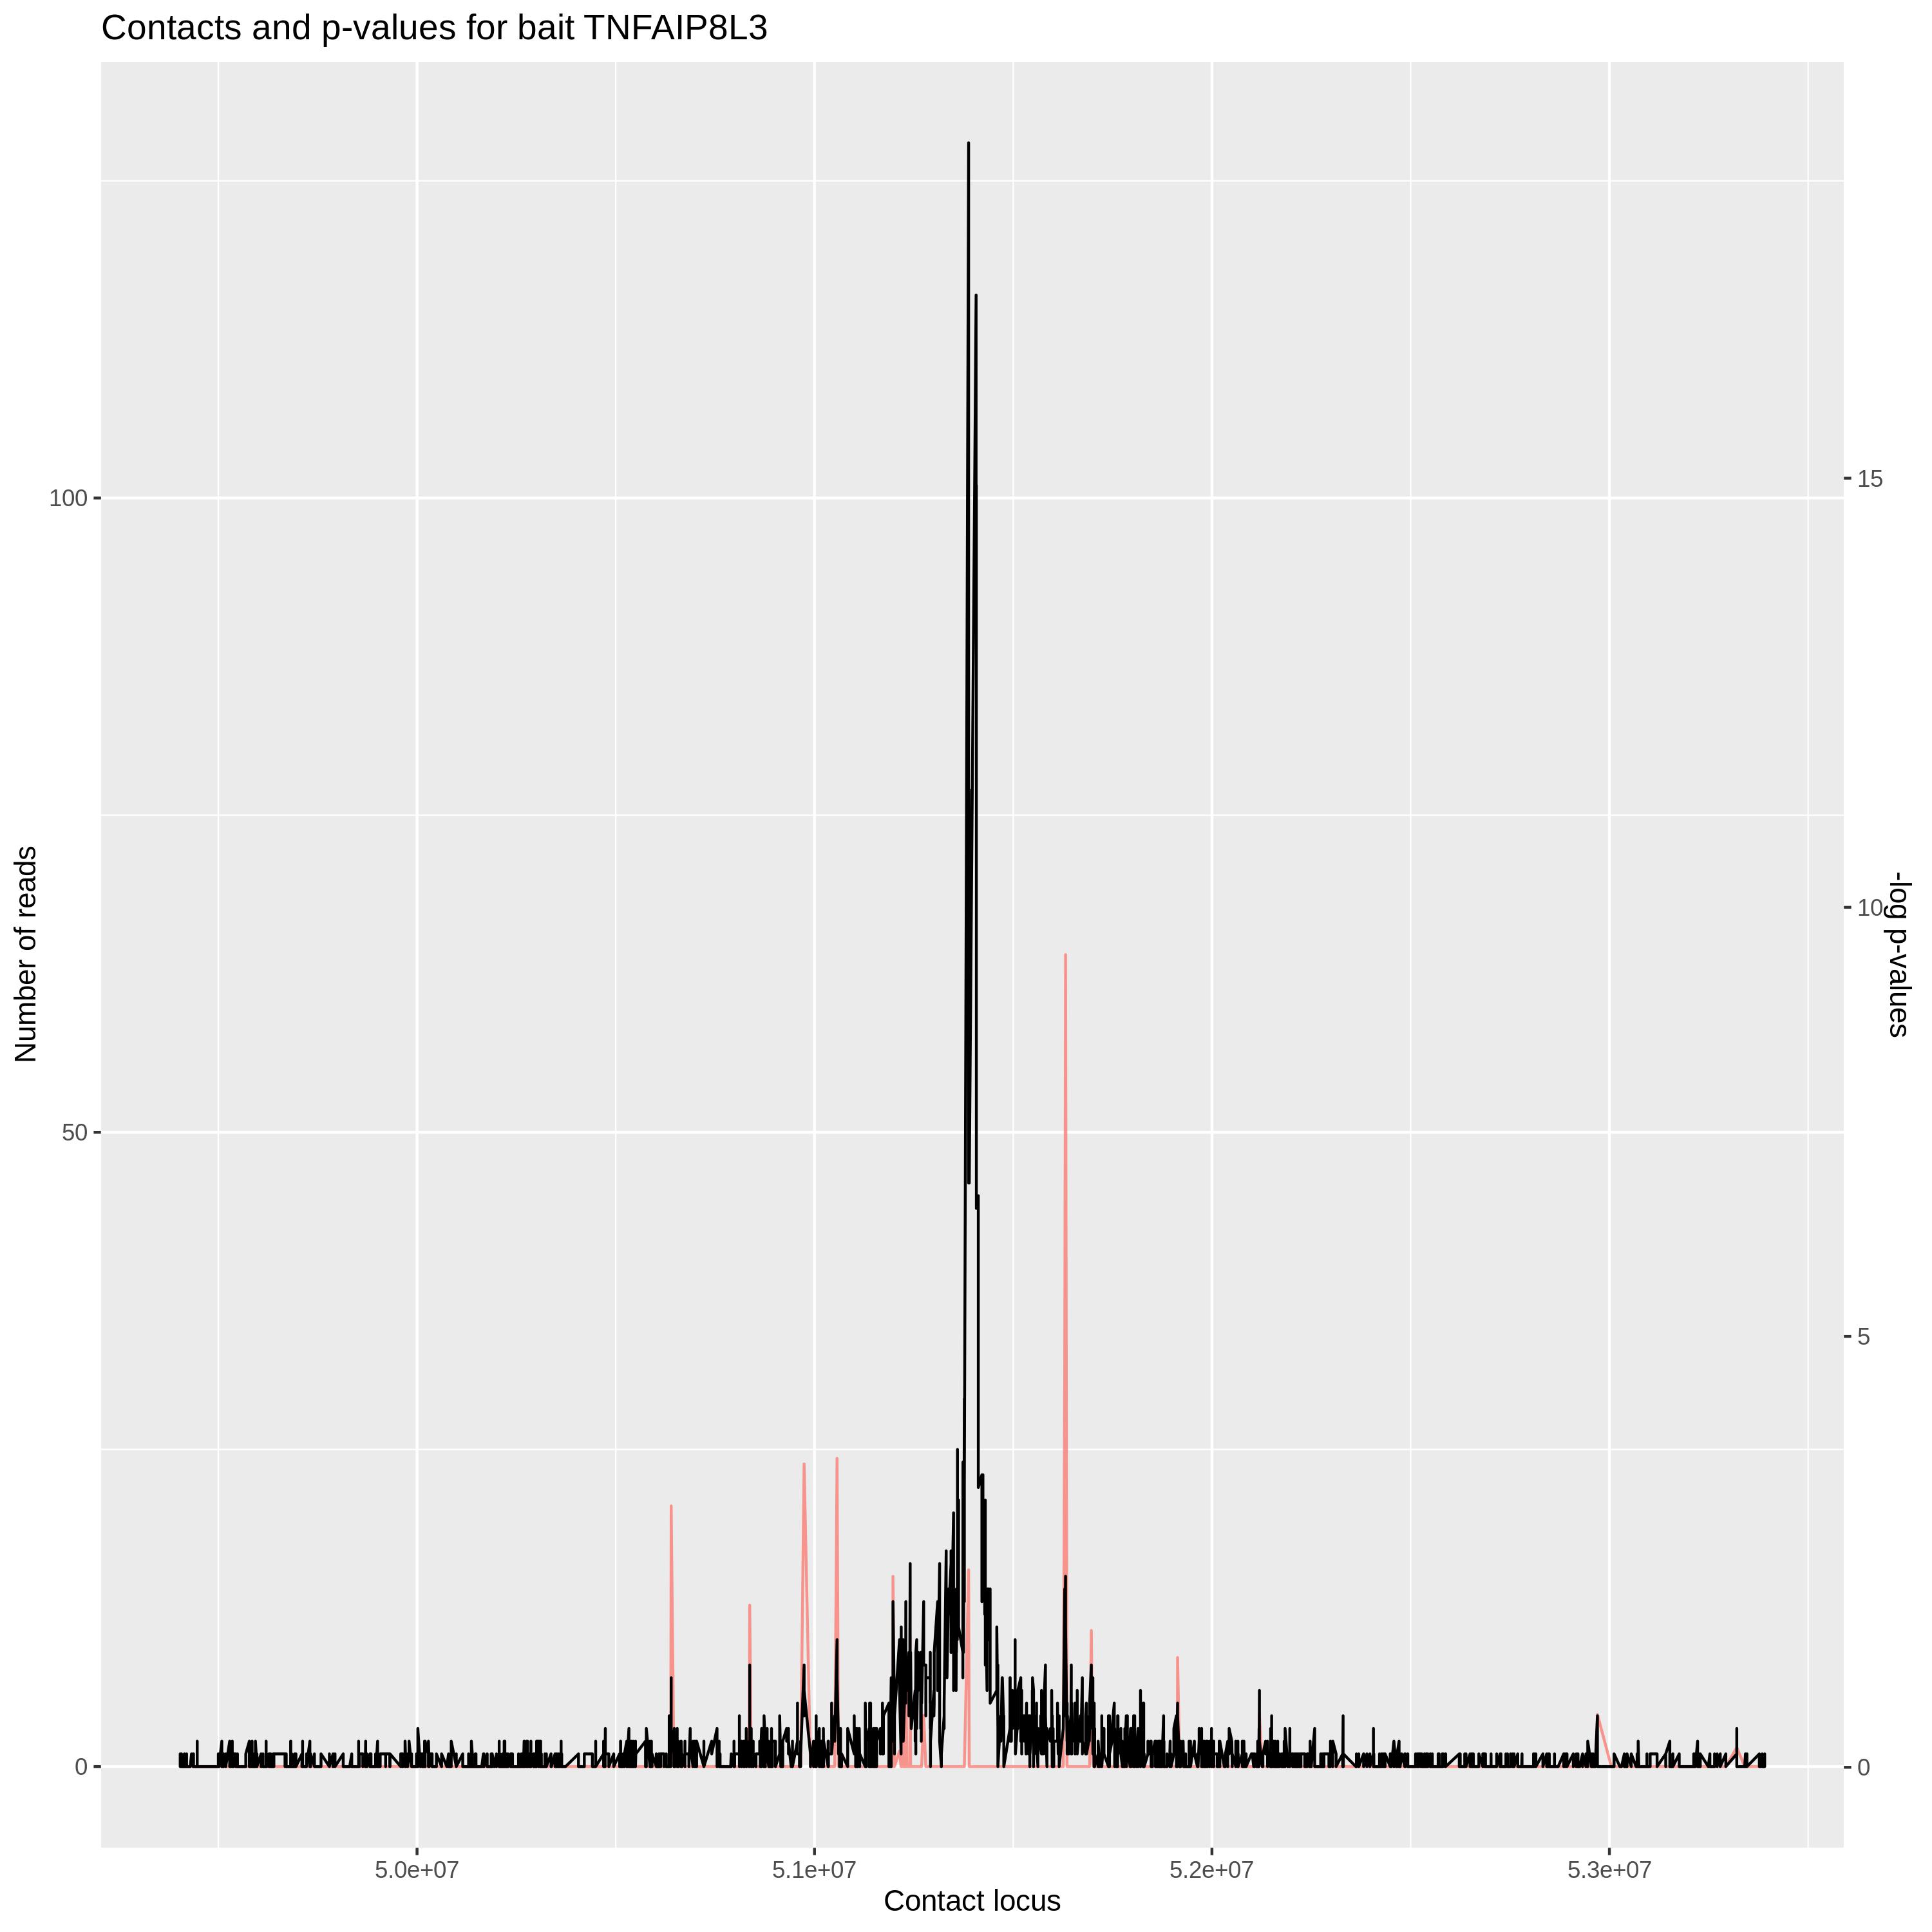 Contacts and p-values for bait TNFAIP8L3
Number of reads
100
50
0
15
10
5
0
-log p-values
5.0e+07
5.1e+07
5.2e+07
5.3e+07
Contact locus